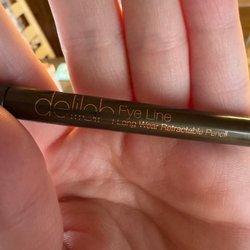 delilah Eye Line
Long Wear Retractable Pencil